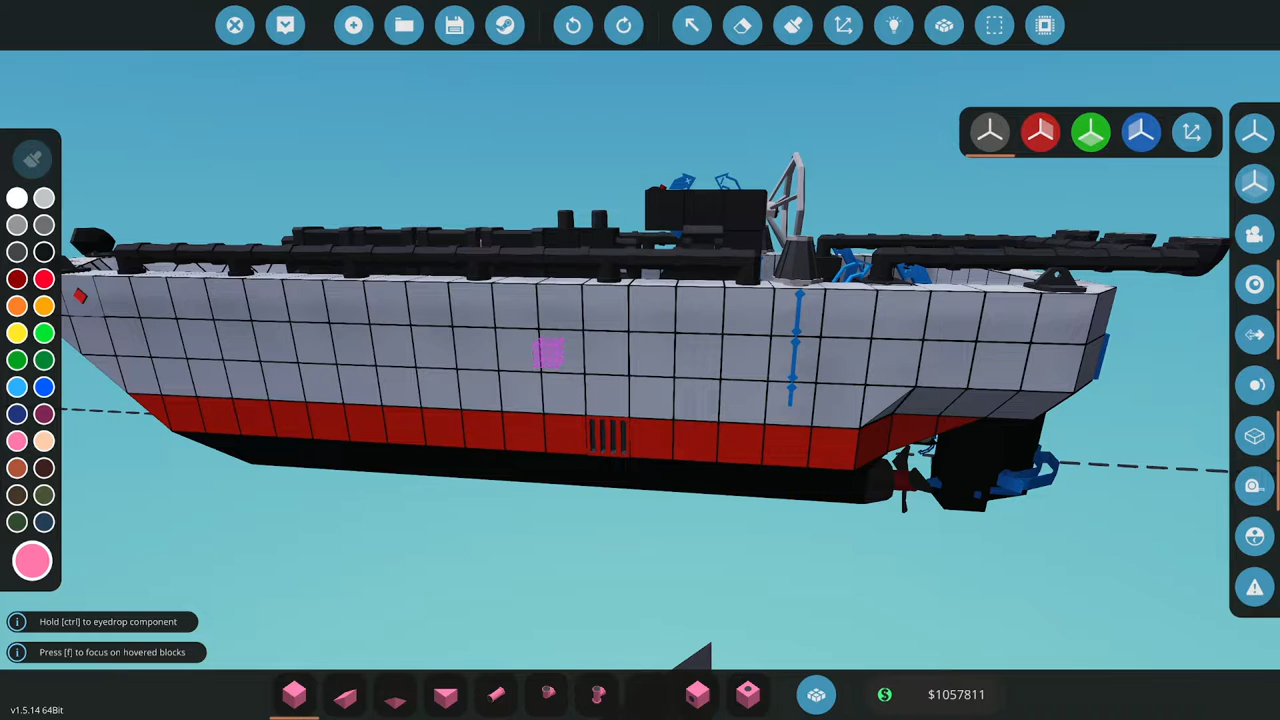 Hold [ctrl] to eyedrop component
Press [f] to focus on hovered blocks
$ $1057811
v1.5.14 64Bit